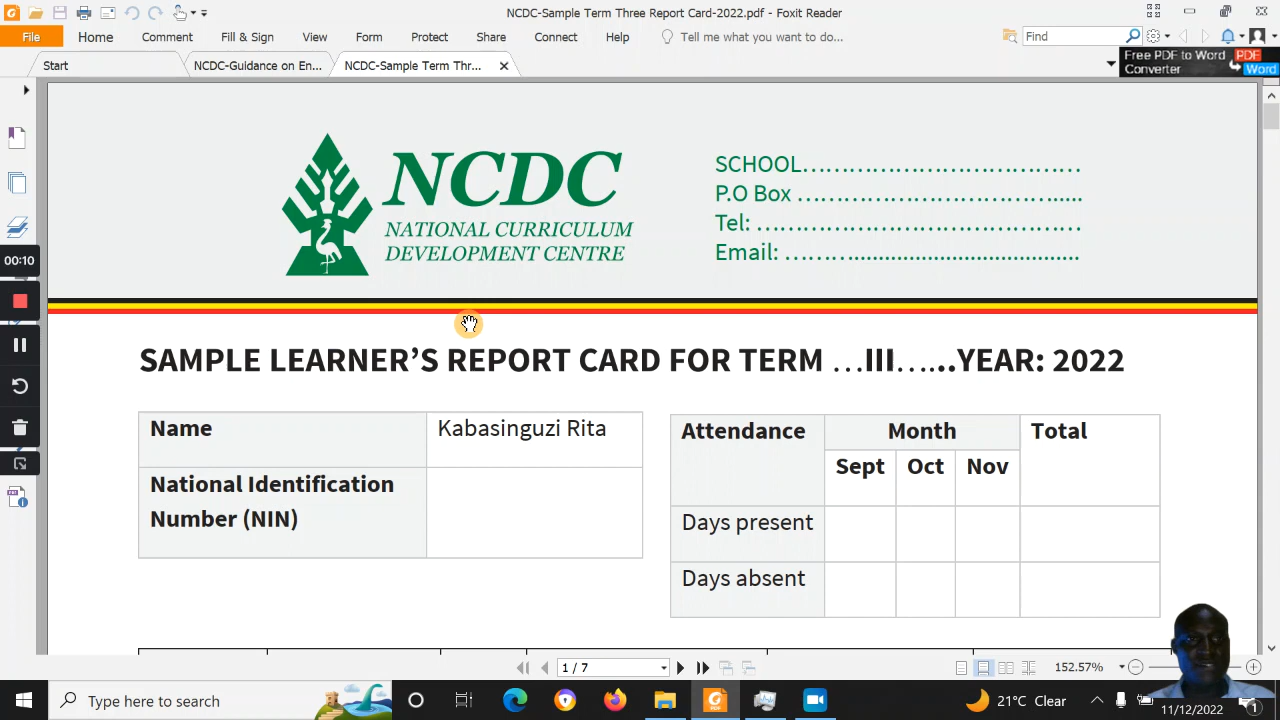 NCDC-Sample Term Three Report Card-2022.pdf - Foxit Reader
File Home Comment Fill & Sign View Form Protect Share Connect Help Tell me what you want to do... Find
Start NCDC-Guidance on En... NCDC-Sample Term Thr...
Free PDF to Word PDF
Converter Word
NCDC
NATIONAL CURRICULUM
DEVELOPMENT CENTRE
SCHOOL……………………………
P.O Box ……………………………......
Tel: …………………………………
Email: ……….......................................
SAMPLE LEARNER’S REPORT CARD FOR TERM …III…...…YEAR: 2022
Name Kabasinguzi Rita
National Identification
Number (NIN)
Attendance Month Total
Sept Oct Nov
Days present
Days absent
00:10
1 / 7
152.57%
Type here to search
21°C Clear
11/12/2022
1